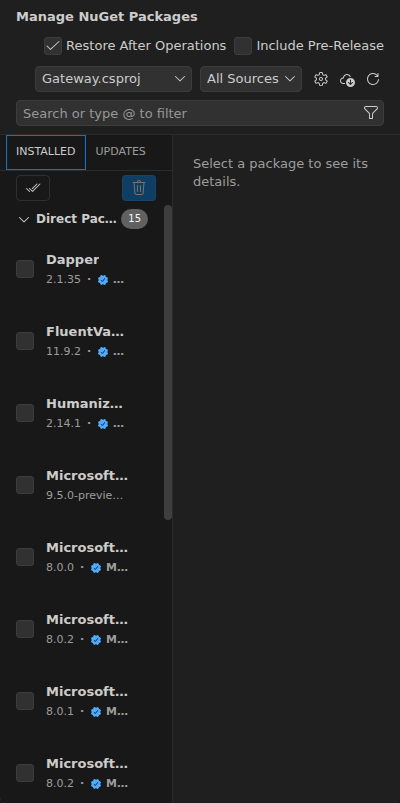 Manage NuGet Packages
Restore After Operations
Include Pre-Release
Gateway.csproj
All Sources
Search or type @ to filter
INSTALLED
UPDATES
Select a package to see its
details.
Direct Pac... 15
Dapper
2.1.35 · ...
FluentVa...
11.9.2 · ...
Humaniz...
2.14.1 · ...
Microsoft...
9.5.0-previe...
Microsoft...
8.0.0 · M...
Microsoft...
8.0.2 · M...
Microsoft...
8.0.1 · M...
Microsoft...
8.0.2 · M...